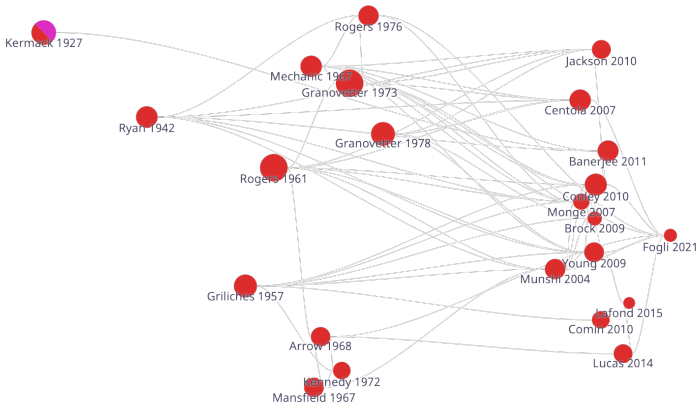 Rogers 1976
Kermack 1927
Jackson 2010
Mechanic 1967
Granovetter 1973
Centola 2007
Ryan 1942
Granovetter 1978
Banerjee 2011
Rogers 1961
Conley 2010
Monge 2007
Brock 2009
Fogli 2021
Young 2009
Munshi 2004
Griliches 1957
Lafond 2015
Comin 2010
Arrow 1968
Lucas 2014
Kennedy 1972
Mansfield 1967